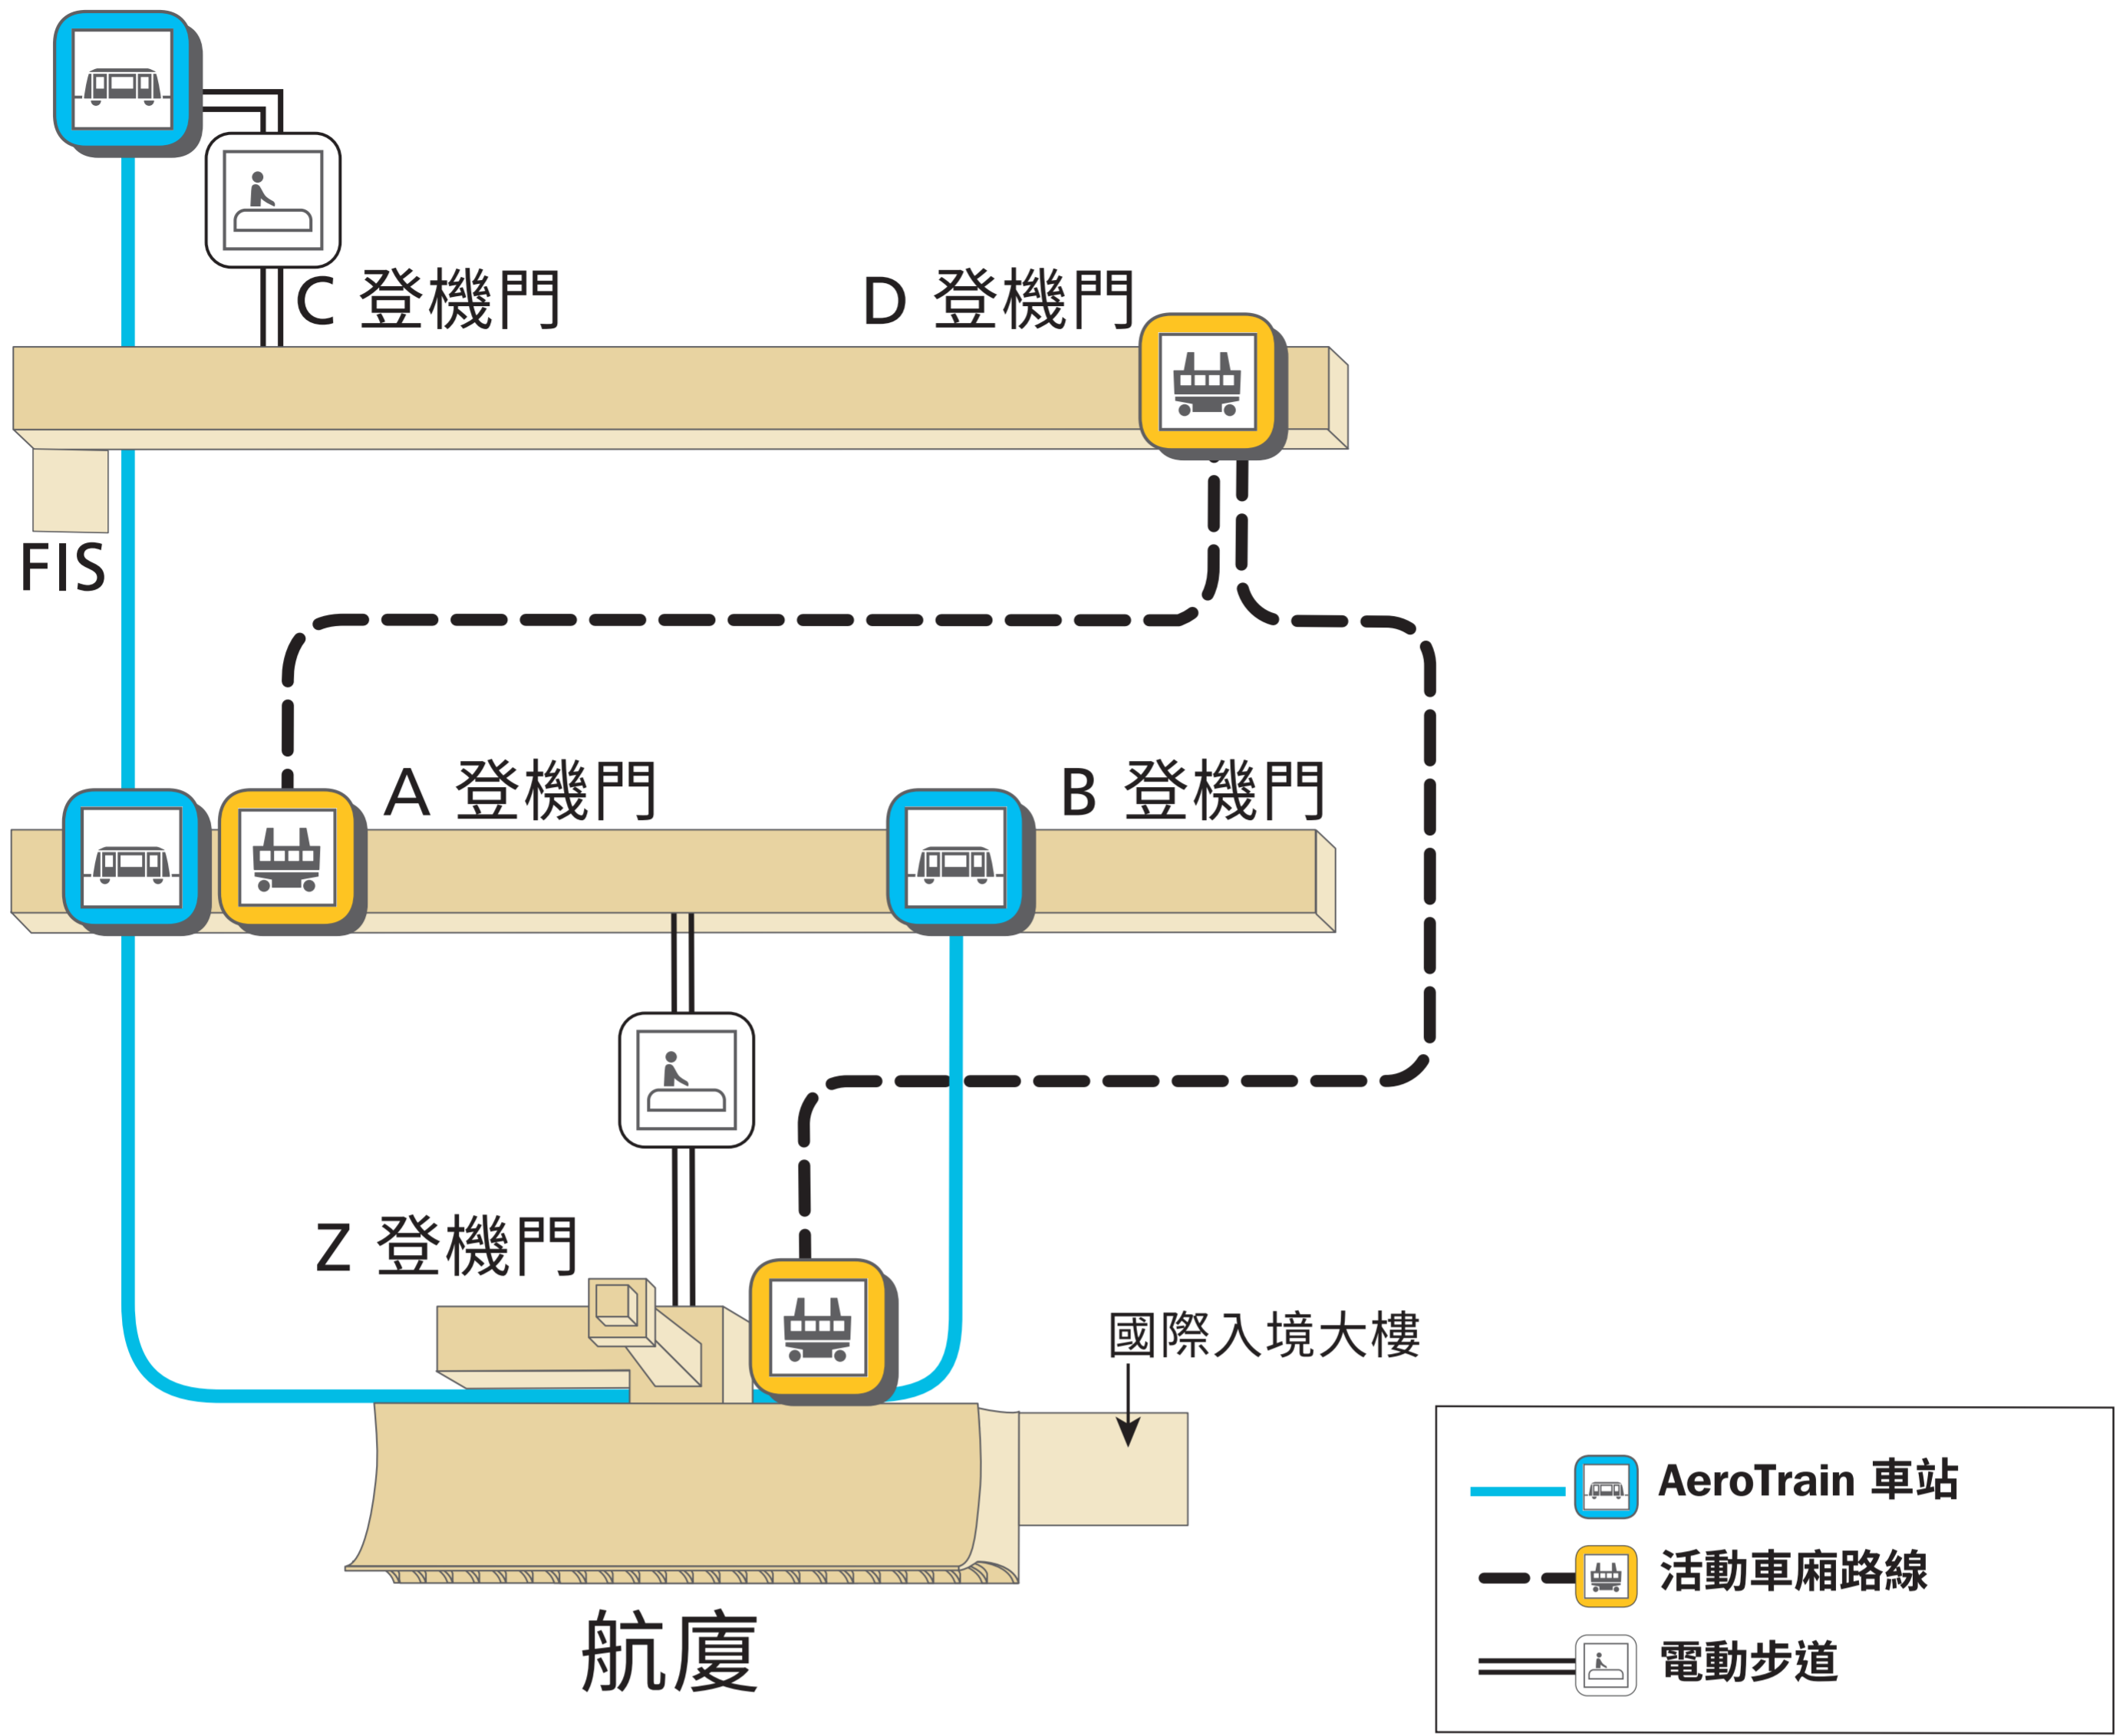 C 登機門
D 登機門
FIS
A 登機門
B 登機門
Z 登機門
國際入境大樓
航廈
AeroTrain 車站
活動車廂路線
電動步道